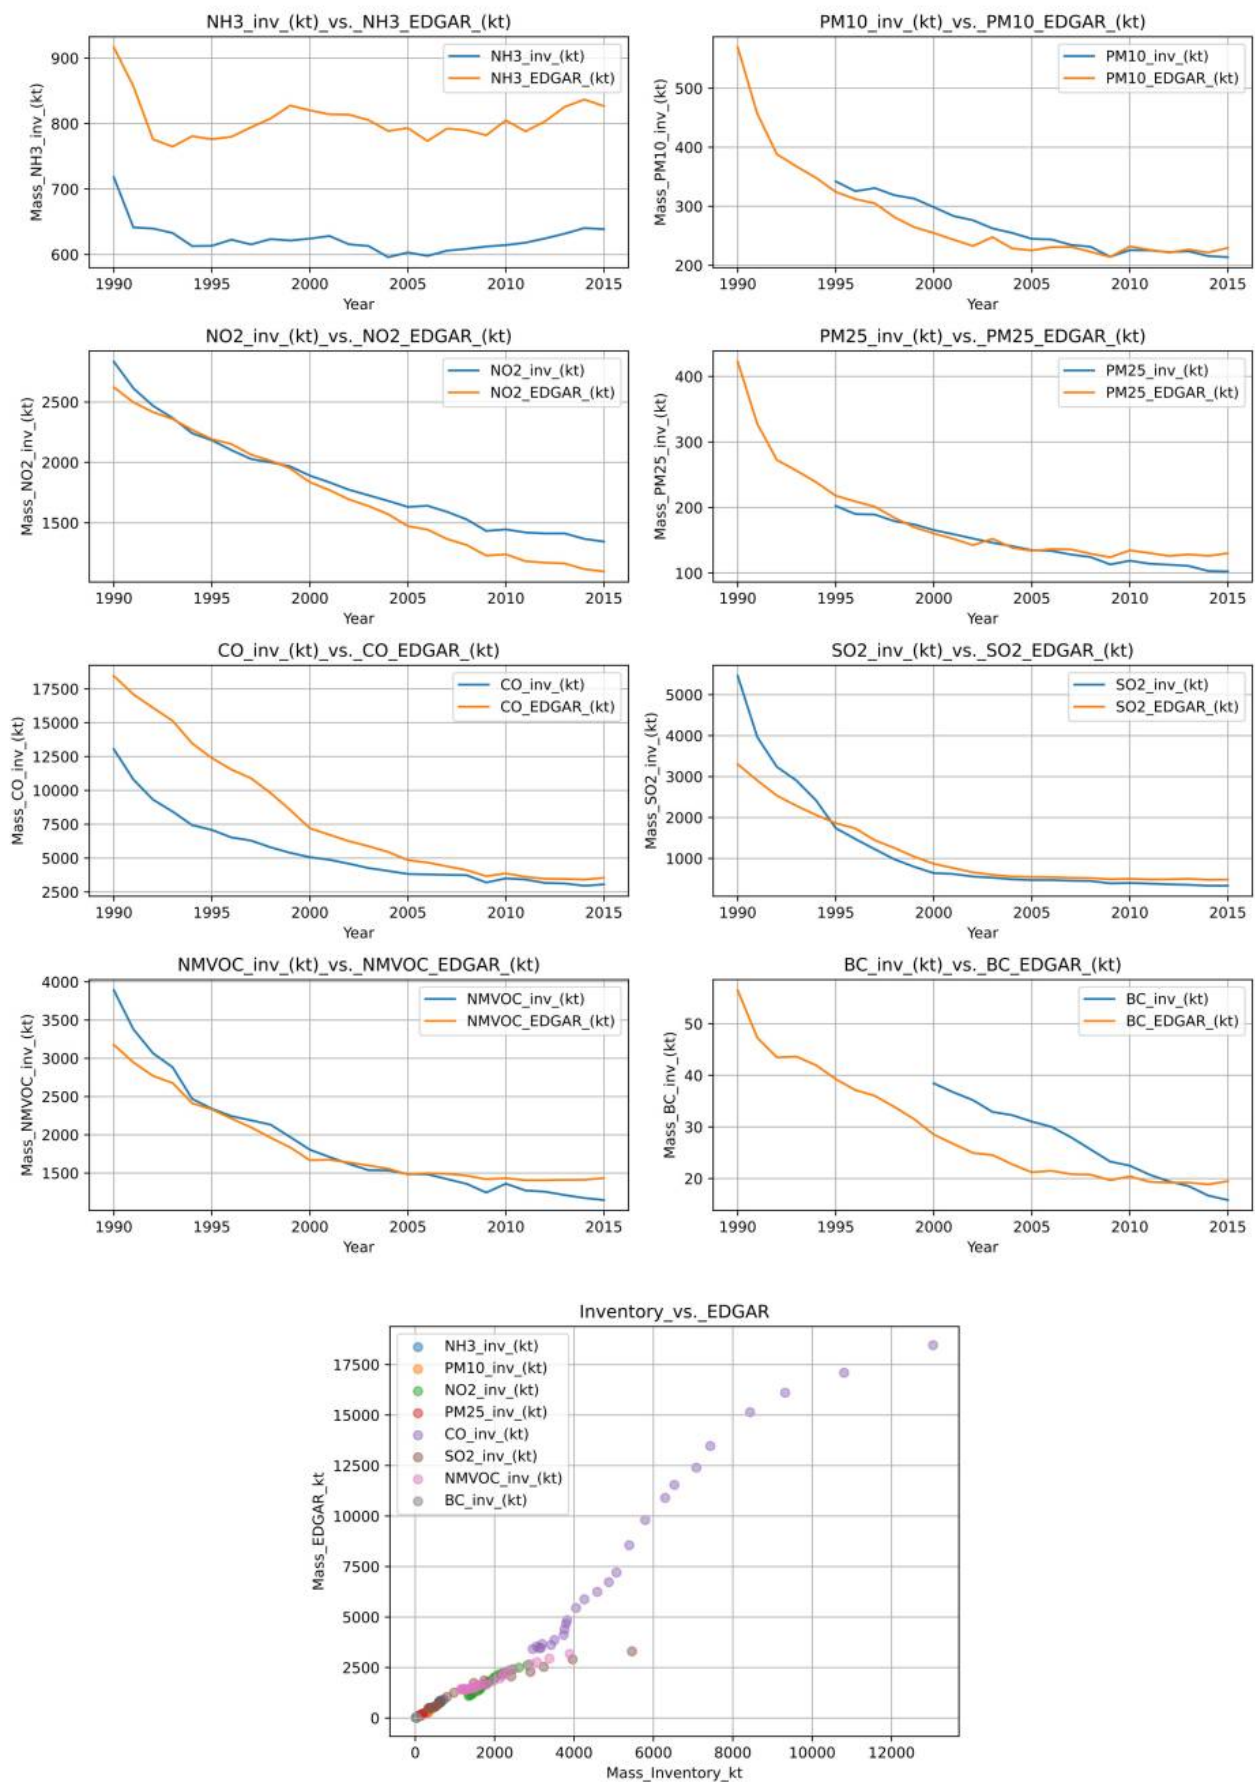 NH3_inv_(kt)_vs._NH3_EDGAR_(kt)
Mass_NH3_inv_(kt)
900
800
700
600
NH3_inv_(kt)
NH3_EDGAR_(kt)
1990 1995 2000 2005 2010 2015
Year
PM10_inv_(kt)_vs._PM10_EDGAR_(kt)
Mass_PM10_inv_(kt)
500
400
300
200
PM10_inv_(kt)
PM10_EDGAR_(kt)
1990 1995 2000 2005 2010 2015
Year
NO2_inv_(kt)_vs._NO2_EDGAR_(kt)
Mass_NO2_inv_(kt)
2500
2000
1500
NO2_inv_(kt)
NO2_EDGAR_(kt)
1990 1995 2000 2005 2010 2015
Year
PM25_inv_(kt)_vs._PM25_EDGAR_(kt)
Mass_PM25_inv_(kt)
400
300
200
100
PM25_inv_(kt)
PM25_EDGAR_(kt)
1990 1995 2000 2005 2010 2015
Year
CO_inv_(kt)_vs._CO_EDGAR_(kt)
Mass_CO_inv_(kt)
17500
15000
12500
10000
7500
5000
2500
CO_inv_(kt)
CO_EDGAR_(kt)
1990 1995 2000 2005 2010 2015
Year
SO2_inv_(kt)_vs._SO2_EDGAR_(kt)
Mass_SO2_inv_(kt)
5000
4000
3000
2000
1000
SO2_inv_(kt)
SO2_EDGAR_(kt)
1990 1995 2000 2005 2010 2015
Year
NMVOC_inv_(kt)_vs._NMVOC_EDGAR_(kt)
Mass_NMVOC_inv_(kt)
4000
3500
3000
2500
2000
1500
NMVOC_inv_(kt)
NMVOC_EDGAR_(kt)
1990 1995 2000 2005 2010 2015
Year
BC_inv_(kt)_vs._BC_EDGAR_(kt)
Mass_BC_inv_(kt)
50
40
30
20
BC_inv_(kt)
BC_EDGAR_(kt)
1990 1995 2000 2005 2010 2015
Year
Inventory_vs._EDGAR
Mass_EDGAR_kt
17500
15000
12500
10000
7500
5000
2500
0
NH3_inv_(kt)
PM10_inv_(kt)
NO2_inv_(kt)
PM25_inv_(kt)
CO_inv_(kt)
SO2_inv_(kt)
NMVOC_inv_(kt)
BC_inv_(kt)
0 2000 4000 6000 8000 10000 12000
Mass_Inventory_kt